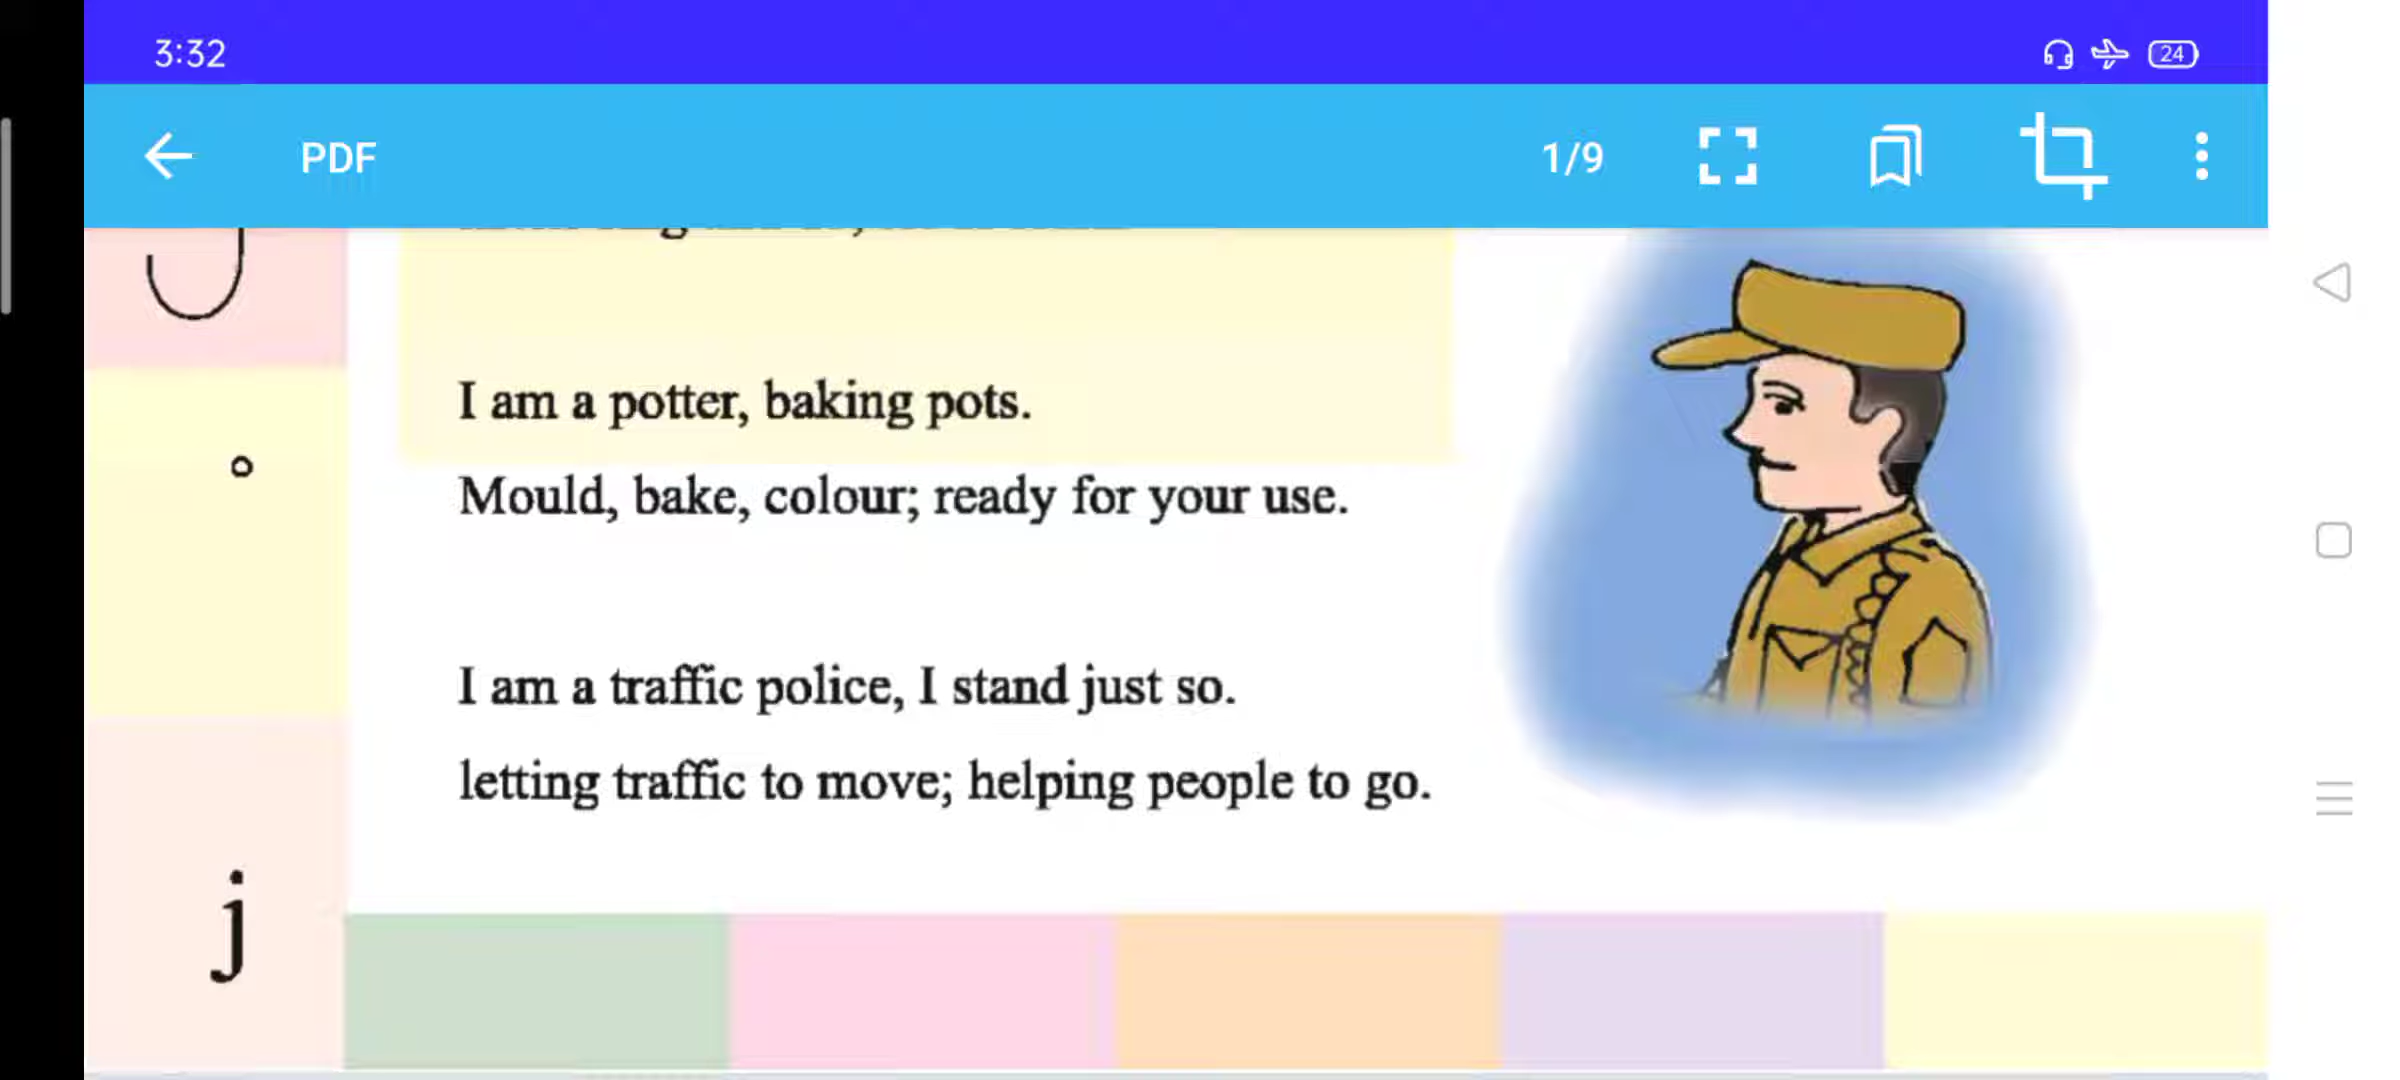 3:32
24
PDF
1/9
I am a potter, baking pots.
Mould, bake, colour; ready for your use.
I am a traffic police, I stand just so.
letting traffic to move; helping people to go.
j